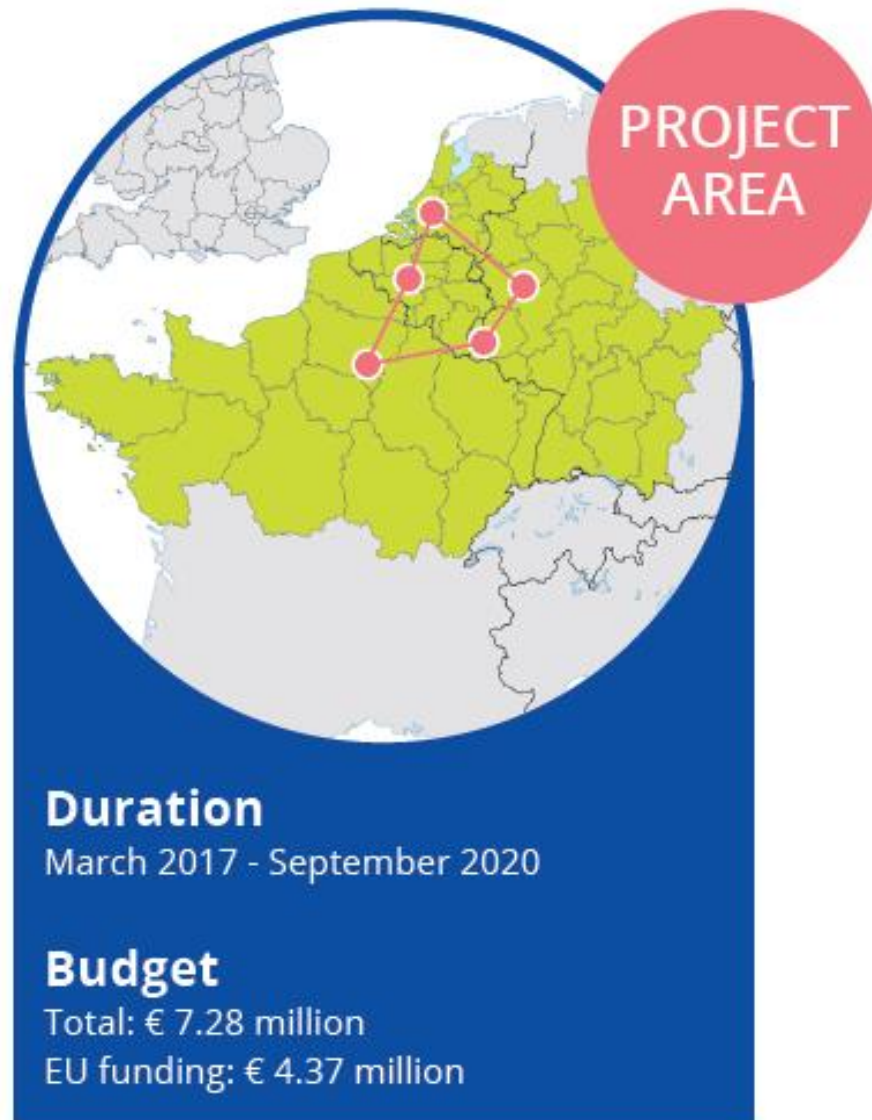 PROJECT
AREA
Duration
March 2017 - September 2020
Budget
Total: € 7.28 million
EU funding: € 4.37 million